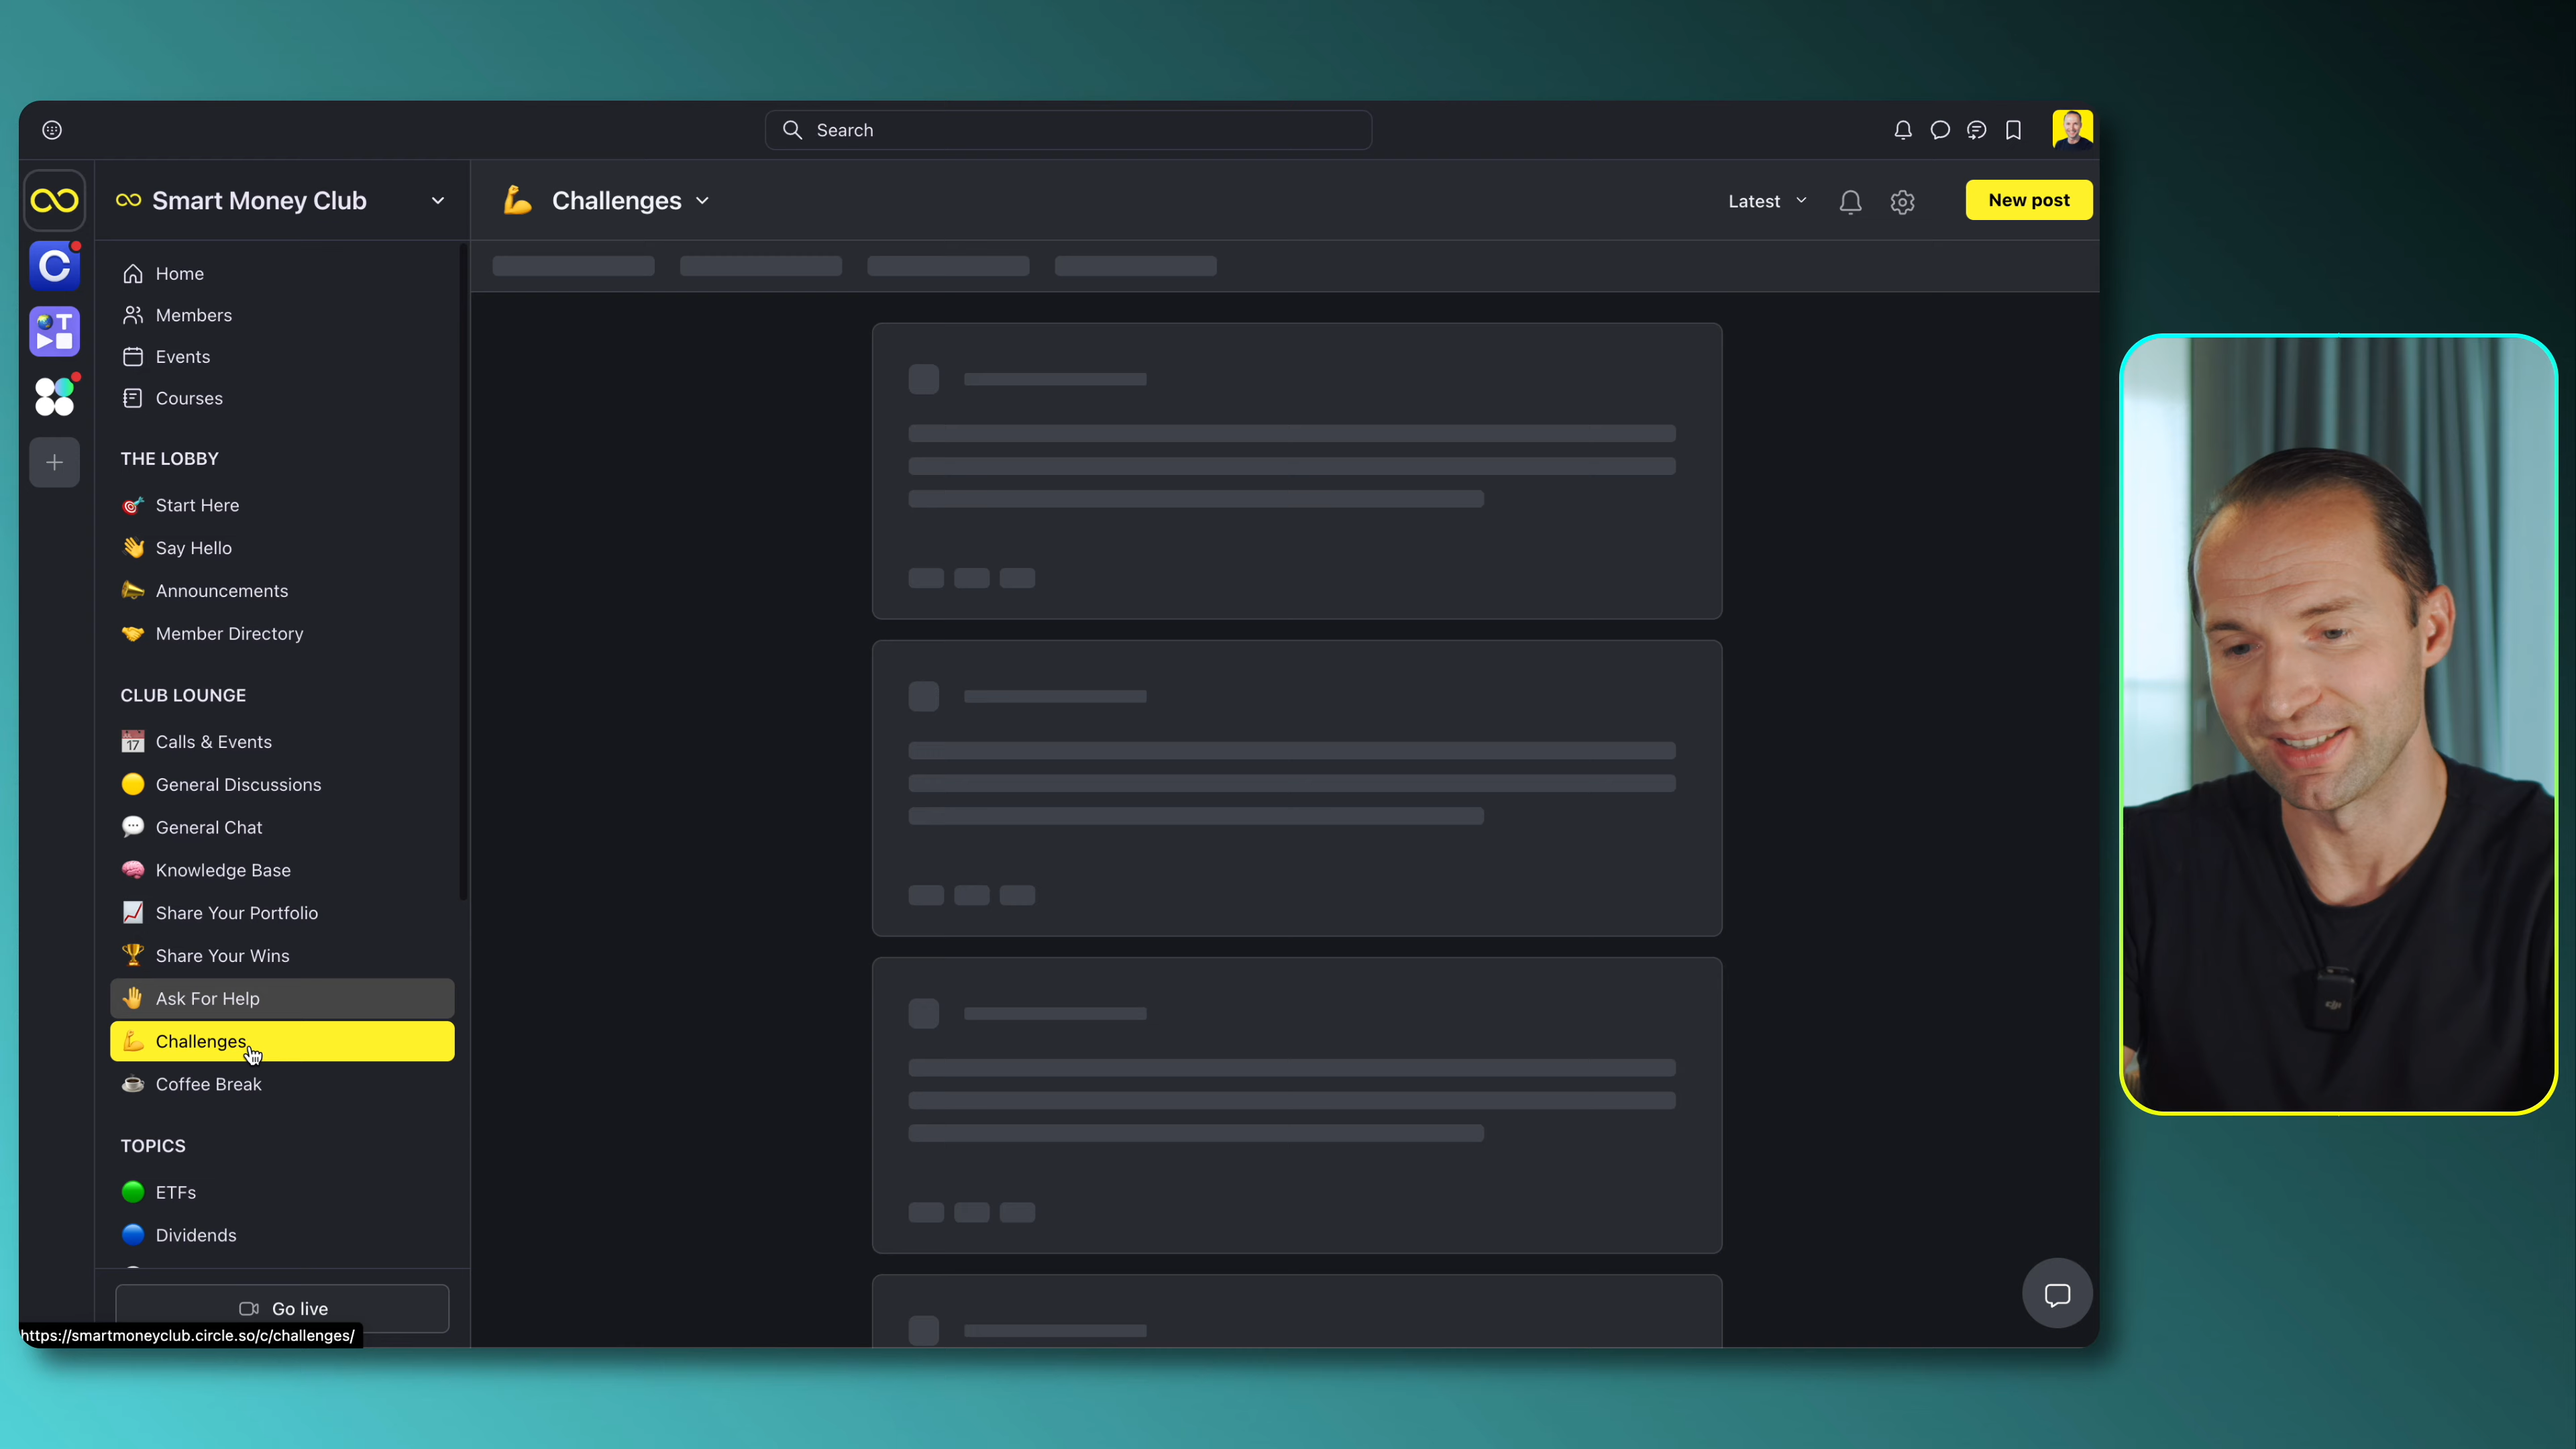 Search
Smart Money Club
Challenges
Latest
New post
Home
Members
Events
Courses
THE LOBBY
Start Here
Say Hello
Announcements
Member Directory
CLUB LOUNGE
17
Calls & Events
General Discussions
General Chat
Knowledge Base
Share Your Portfolio
Share Your Wins
Ask For Help
Challenges
Coffee Break
TOPICS
ETFs
Dividends
Go live
https://smartmoneyclub.circle.so/c/challenges/
C
T